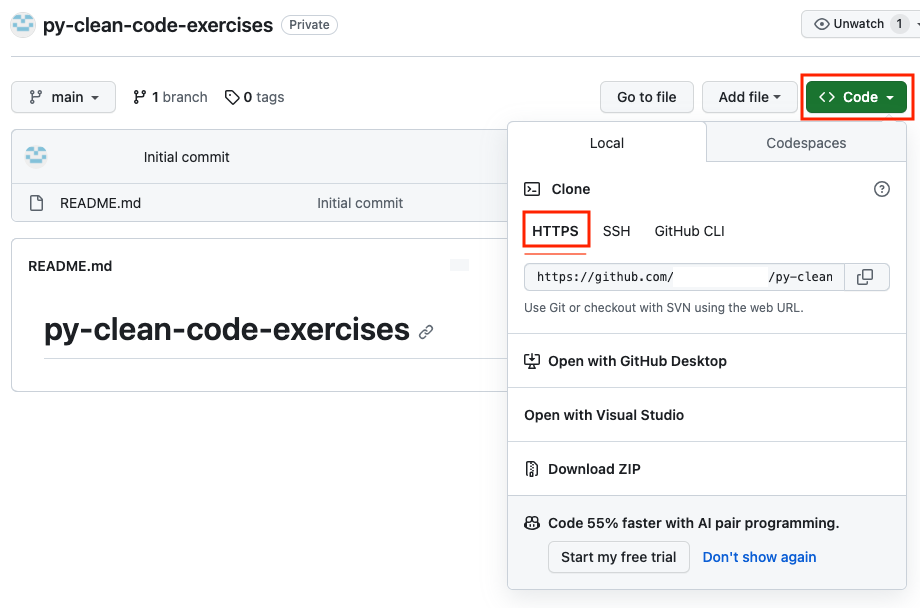 py-clean-code-exercises Private
Unwatch 1
main 1 branch 0 tags Go to file Add file <> Code
Initial commit
README.md Initial commit
README.md
py-clean-code-exercises
Local Codespaces
Clone
HTTPS SSH GitHub CLI
https://github.com/ /py-clean
Use Git or checkout with SVN using the web URL.
Open with GitHub Desktop
Open with Visual Studio
Download ZIP
Code 55% faster with AI pair programming.
Start my free trial Don't show again